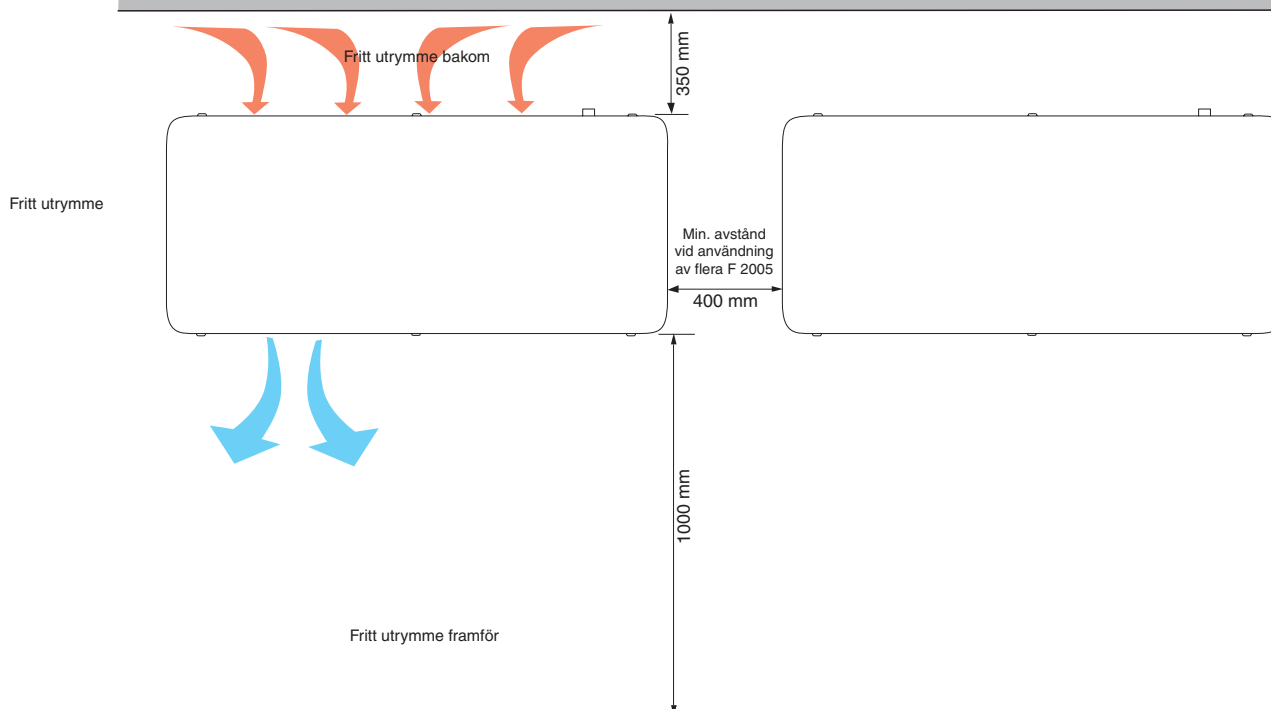 Fritt utrymme bakom
350 mm
Fritt utrymme
Min. avstånd
vid användning
av flera F 2005
400 mm
1000 mm
Fritt utrymme framför